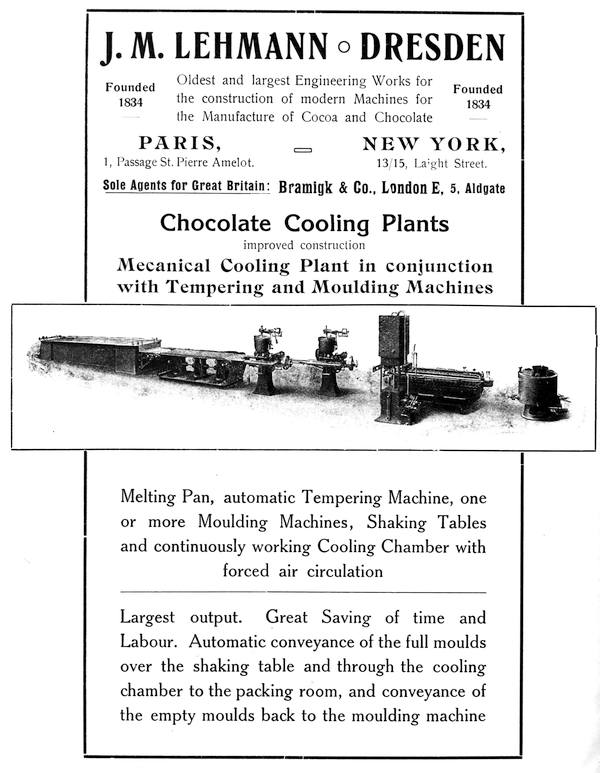 J. M. LEHMANN ○ DRESDEN
Founded 1834
Oldest and largest Engineering Works for
the construction of modern Machines for
the Manufacture of Cocoa and Chocolate
Founded 1834
PARIS, — NEW YORK,
1, Passage St. Pierre Amelot. 13/15, Laight Street.
Sole Agents for Great Britain: Bramigk & Co., London E, 5, Aldgate
Chocolate Cooling Plants
improved construction
Mecanical Cooling Plant in conjunction
with Tempering and Moulding Machines
Melting Pan, automatic Tempering Machine, one
or more Moulding Machines, Shaking Tables
and continuously working Cooling Chamber with
forced air circulation
Largest output. Great Saving of time and
Labour. Automatic conveyance of the full moulds
over the shaking table and through the cooling
chamber to the packing room, and conveyance of
the empty moulds back to the moulding machine